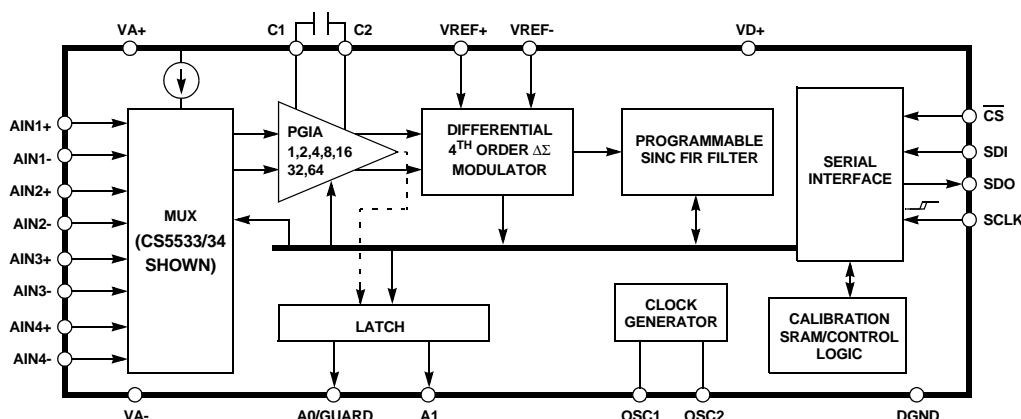 VA+
C1
C2
VREF+
VREF-
VD+
AIN1+
AIN1-
AIN2+
AIN2-
AIN3+
AIN3-
AIN4+
AIN4-
MUX
(CS5533/34
SHOWN)
PGIA
1,2,4,8,16
32,64
DIFFERENTIAL
4TH ORDER ΔΣ
MODULATOR
PROGRAMMABLE
SINC FIR FILTER
SERIAL
INTERFACE
CS
SDI
SDO
SCLK
LATCH
CLOCK
GENERATOR
CALIBRATION
SRAM/CONTROL
LOGIC
VA-
A0/GUARD
A1
OSC1
OSC2
DGND